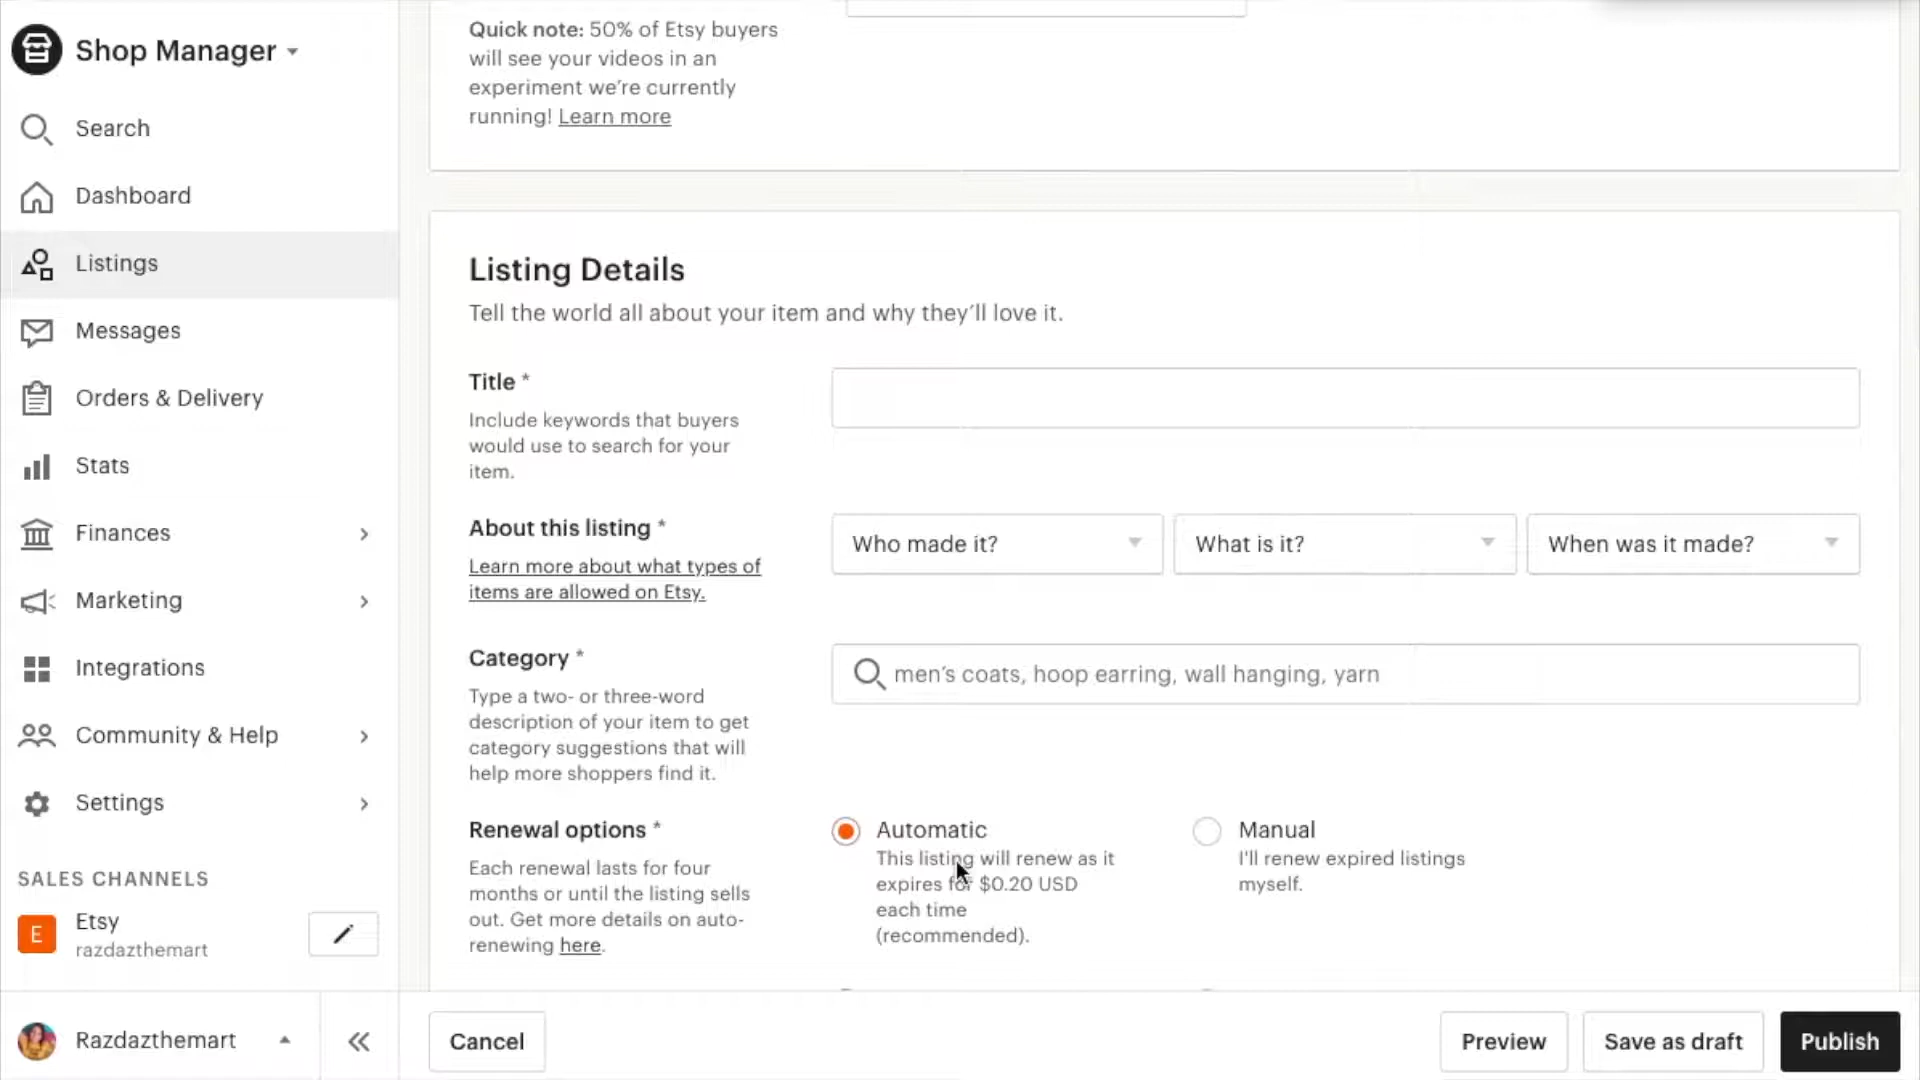 Shop Manager
Search
Dashboard
Listings
Messages
Orders & Delivery
Stats
Finances
Marketing
Integrations
Community & Help
Settings
SALES CHANNELS
E
Etsy
razdazthemart
Razdazthemart
Quick note: 50% of Etsy buyers
will see your videos in an
experiment we’re currently
running! Learn more
Listing Details
Tell the world all about your item and why they’ll love it.
Title *
Include keywords that buyers
would use to search for your
item.
About this listing *
Learn more about what types of
items are allowed on Etsy.
Who made it?
What is it?
When was it made?
Category *
Type a two- or three-word
description of your item to get
category suggestions that will
help more shoppers find it.
men’s coats, hoop earring, wall hanging, yarn
Renewal options *
Each renewal lasts for four
months or until the listing sells
out. Get more details on auto-
renewing here.
Automatic
This listing will renew as it
expires for $0.20 USD
each time
(recommended).
Manual
I'll renew expired listings
myself.
Cancel
Preview
Save as draft
Publish